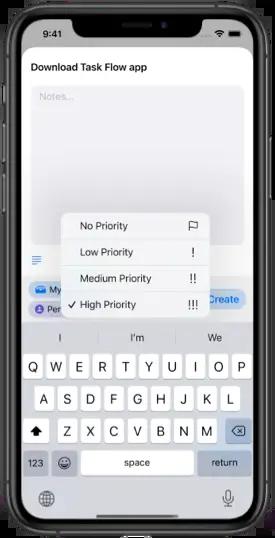 9:41
Download Task Flow app
Notes...
No Priority
Low Priority !
Medium Priority !!
✓ High Priority !!!
My
Per
Create
I I'm We
Q W E R T Y U I O P
A S D F G H J K L
Z X C V B N M
123 space return